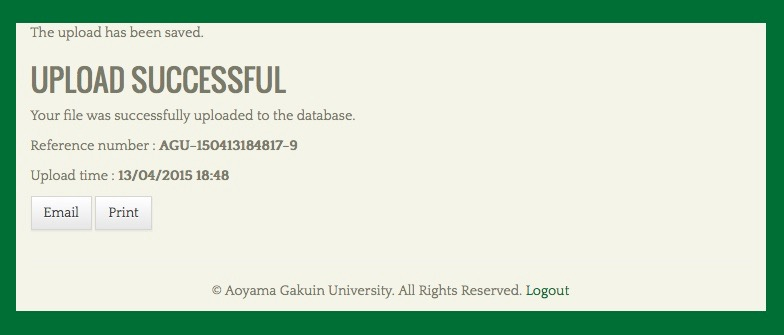 The upload has been saved.
UPLOAD SUCCESSFUL
Your file was successfully uploaded to the database.
Reference number : AGU-150413184817-9
Upload time : 13/04/2015 18:48
Email Print
© Aoyama Gakuin University. All Rights Reserved. Logout